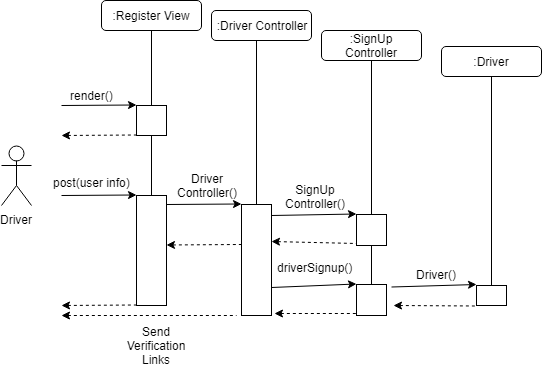 :Register View
:Driver Controller
:SignUp
Controller
:Driver
render()
post(user info)
Driver
Driver
Controller()
SignUp
Controller()
driverSignup()
Driver()
Send
Verification
Links